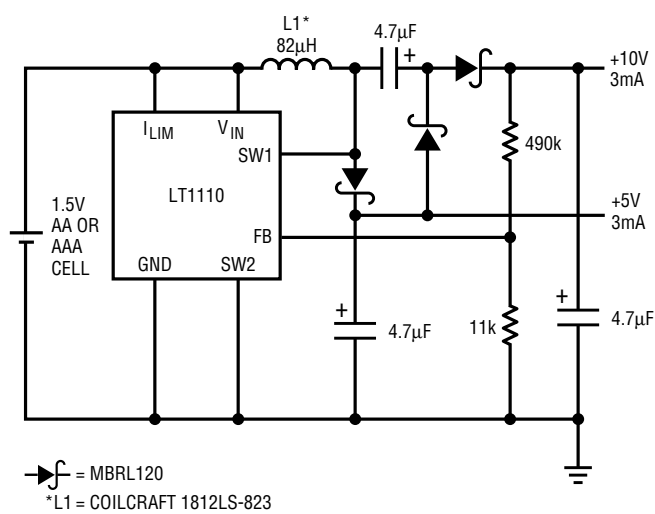 L1*
82µH
4.7µF
+
+10V
3mA
I LIM
V IN
SW1
490k
LT1110
1.5V
AA OR
AAA
CELL
+5V
3mA
FB
GND
SW2
+
4.7µF
11k
+
4.7µF
= MBRL120
*L1 = COILCRAFT 1812LS-823